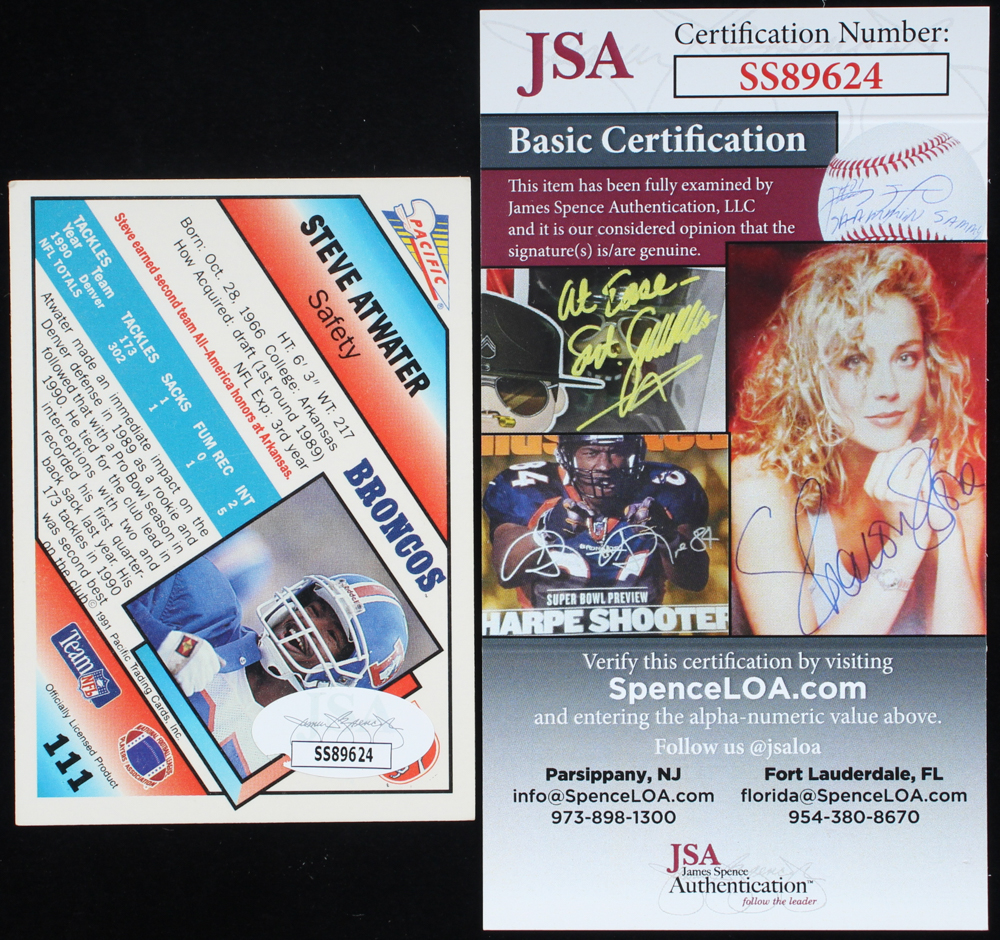 PACIFIC®
STEVE ATWATER
Safety
HT: 6' 3" WT: 217
Born: Oct. 28, 1966 College: Arkansas
How Acquired: draft (1st round 1989)
NFL Exp: 3rd year
Steve earned second team All-America honors at Arkansas.
TACKLES TACKLES SACKS FUM REC INT
Year Team
1990 Denver 173 1 0 2
NFL TOTALS 302 1 1 5
Atwater made an immediate impact on the
Denver defense in 1989 as a rookie and
followed that with a Pro Bowl season in
1990. He tied for the club lead in
interceptions with two and
recorded his first quarter-
back sack last year. His
173 tackles in 1990
was second best
on the club.
BRONCOS™
© 1991 Pacific Trading Cards, Inc.
Team NFL
Officially Licensed Product
111
SS89624
JSA
Certification Number:
SS89624
Basic Certification
This item has been fully examined by
James Spence Authentication, LLC
and it is our considered opinion that the
signature(s) is/are genuine.
At Ease -
84
SUPER BOWL PREVIEW
HARPE SHOOTER
Sharon Stone
Verify this certification by visiting
SpenceLOA.com
and entering the alpha-numeric value above.
Follow us @jsaloa
Parsippany, NJ
info@SpenceLOA.com
973-898-1300
Fort Lauderdale, FL
florida@SpenceLOA.com
954-380-8670
JSA
James Spence
Authentication™
follow the leader